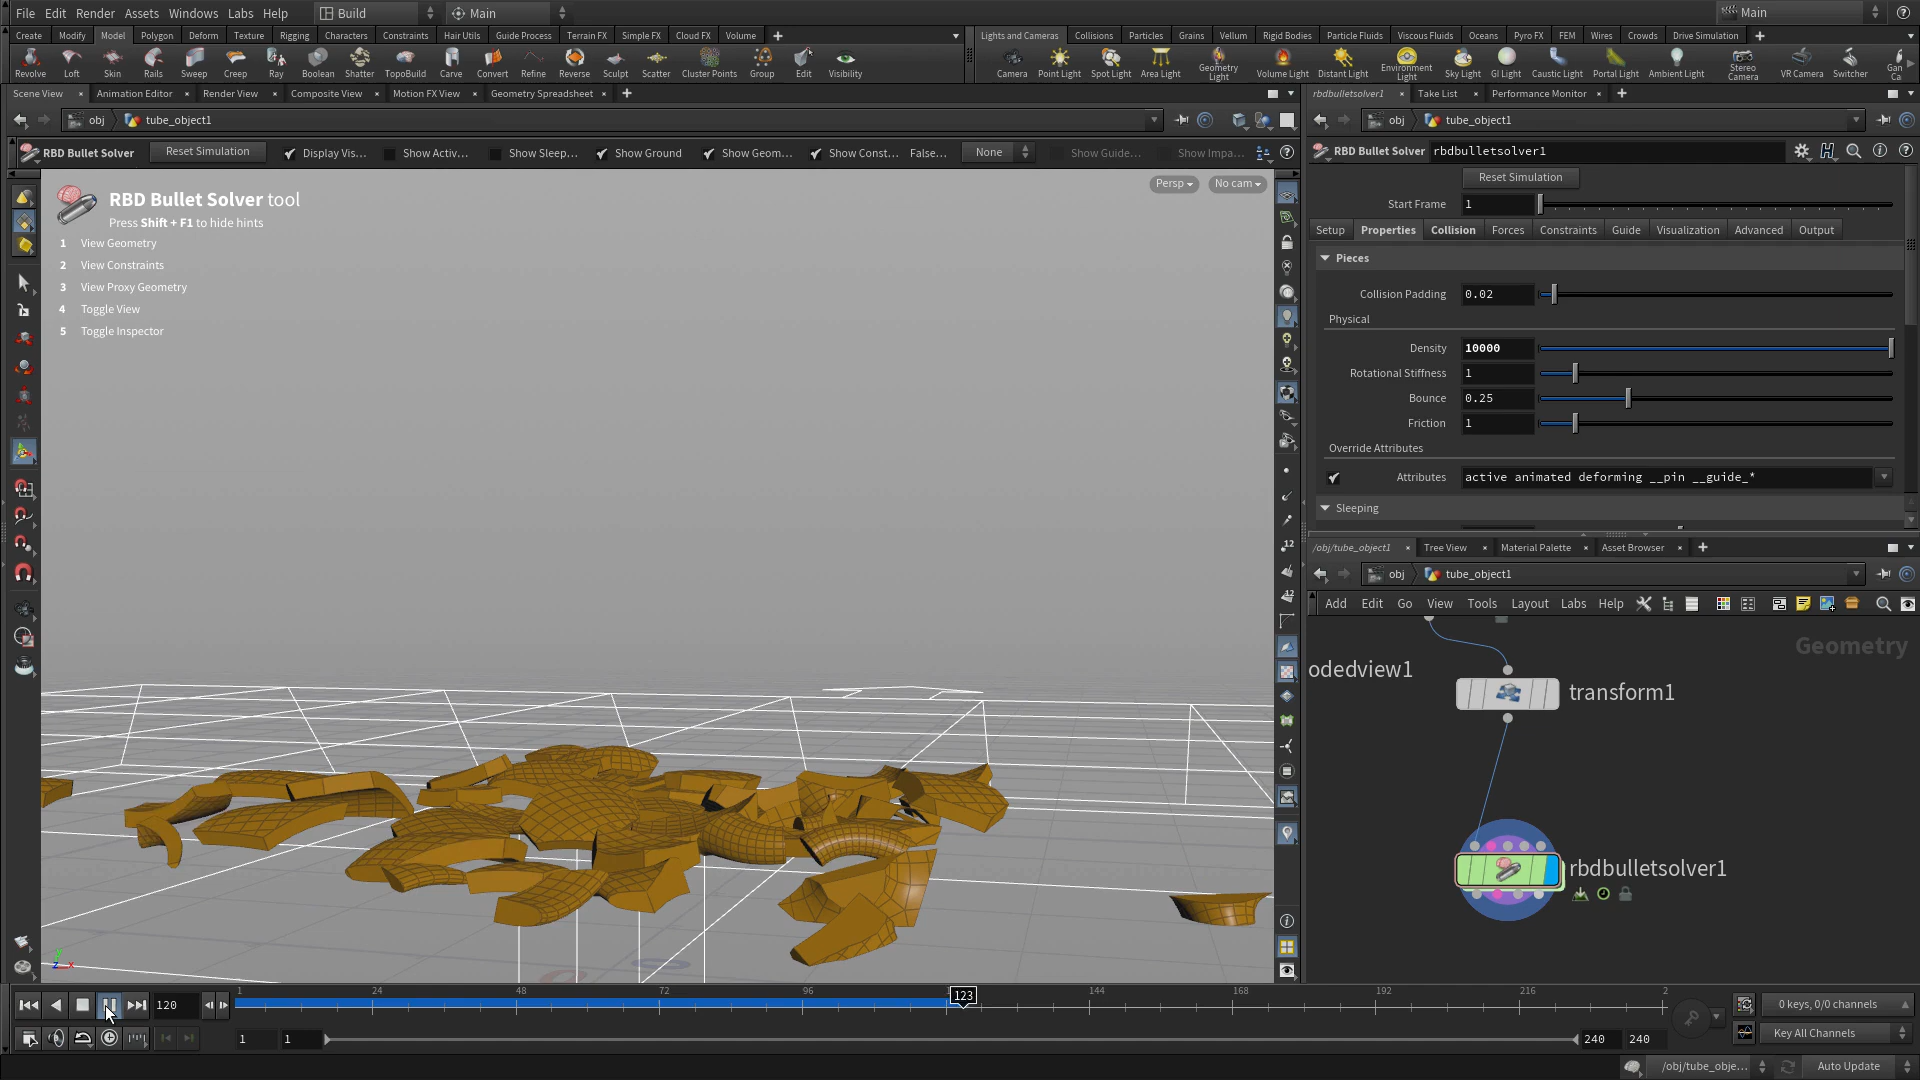 File Edit Render Assets Windows Labs Help Build Main Main
Create Modify Model Polygon Deform Texture Rigging Characters Constraints Hair Utils Guide Process Terrain FX Simple FX Cloud FX Volume
Lights and Cameras Collisions Particles Grains Vellum Rigid Bodies Particle Fluids Viscous Fluids Oceans Pyro FX FEM Wires Crowds Drive Simulation
Revolve Loft Skin Rails Sweep Creep Ray Boolean Shatter TopoBuild Carve Convert Refine Reverse Sculpt Scatter Cluster Points Group Edit Visibility
Camera Point Light Spot Light Area Light Geometry Light Volume Light Distant Light Environment Light Sky Light GI Light Caustic Light Portal Light Ambient Light Stereo Camera VR Camera Switcher Gan Ca
Scene View Animation Editor Render View Composite View Motion FX View Geometry Spreadsheet
rbdbulletsolver1 Take List Performance Monitor
obj tube_object1
obj tube_object1
RBD Bullet Solver Reset Simulation Display Vis... Show Activ... Show Sleep... Show Ground Show Geom... Show Const... False... None Show Guide... Show Impa...
RBD Bullet Solver rbdbulletsolver1
Reset Simulation
Start Frame 1
Setup Properties Collision Forces Constraints Guide Visualization Advanced Output
Pieces
Collision Padding 0.02
Physical
Density 10000
Rotational Stiffness 1
Bounce 0.25
Friction 1
Override Attributes
Attributes active animated deforming __pin __guide_*
Sleeping
RBD Bullet Solver tool
Press Shift + F1 to hide hints
1 View Geometry
2 View Constraints
3 View Proxy Geometry
4 Toggle View
5 Toggle Inspector
Persp No cam
/obj/tube_object1 Tree View Material Palette Asset Browser
obj tube_object1
Add Edit Go View Tools Layout Labs Help
Geometry
odedview1
transform1
rbdbulletsolver1
12
12
y
z x
120 1 24 48 72 96 123 144 168 192 216 2
1 1 240 240
0 keys, 0/0 channels
Key All Channels
/obj/tube_obje... Auto Update